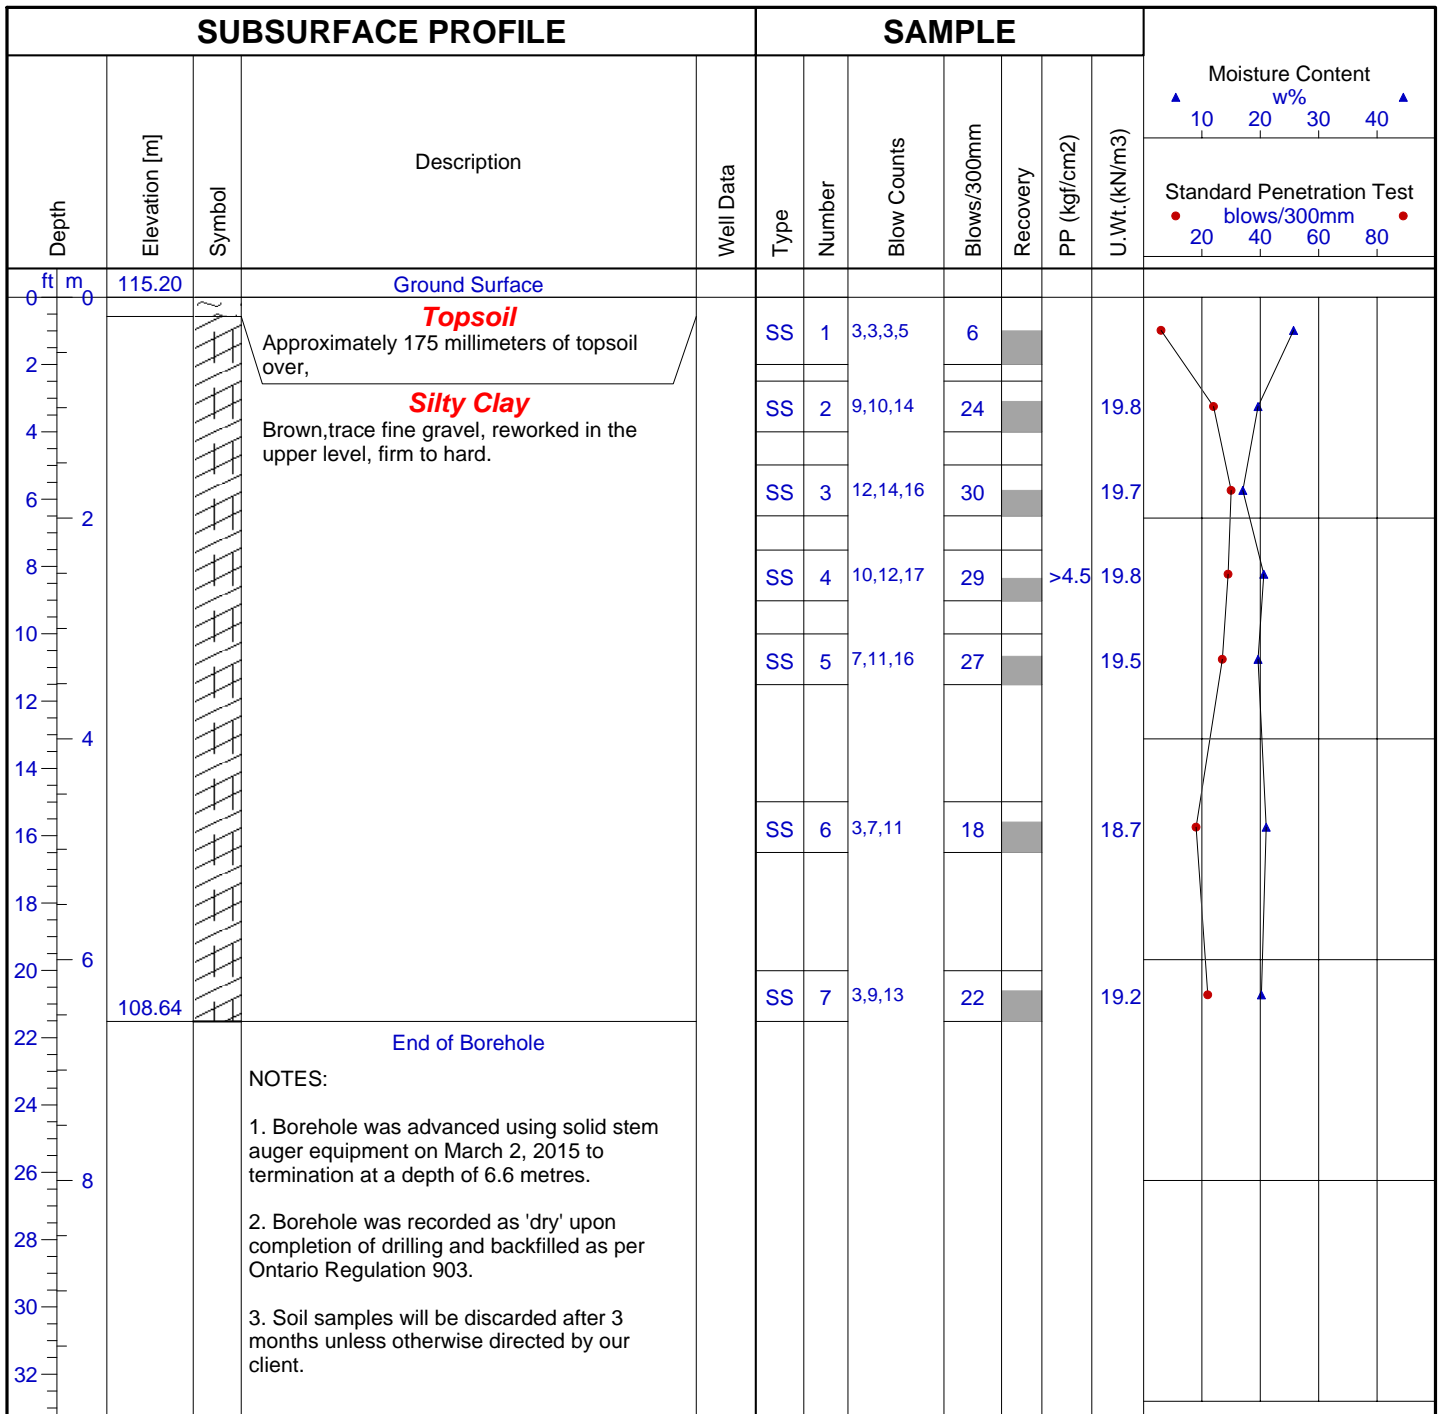 SUBSURFACE PROFILE
SAMPLE
Depth
Elevation [m]
Symbol
Description
Well Data
Type
Number
Blow Counts
Blows/300mm
Recovery
PP (kgf/cm2)
U.Wt.(kN/m3)
Moisture Content
w%
10 20 30 40
Standard Penetration Test
blows/300mm
20 40 60 80
ft m 115.20 Ground Surface
0 0
Topsoil
Approximately 175 millimeters of topsoil
over,
SS 1 3,3,3,5 6
2
Silty Clay
SS 2 9,10,14 24 19.8
4
Brown,trace fine gravel, reworked in the
upper level, firm to hard.
6
SS 3 12,14,16 30 19.7
2
8
SS 4 10,12,17 29 >4.5 19.8
10
SS 5 7,11,16 27 19.5
12
4
14
16
SS 6 3,7,11 18 18.7
18
6
20
108.64
SS 7 3,9,13 22 19.2
22
End of Borehole
NOTES:
24
1. Borehole was advanced using solid stem
auger equipment on March 2, 2015 to
termination at a depth of 6.6 metres.
26
8
2. Borehole was recorded as 'dry' upon
completion of drilling and backfilled as per
Ontario Regulation 903.
28
30
3. Soil samples will be discarded after 3
months unless otherwise directed by our
client.
32